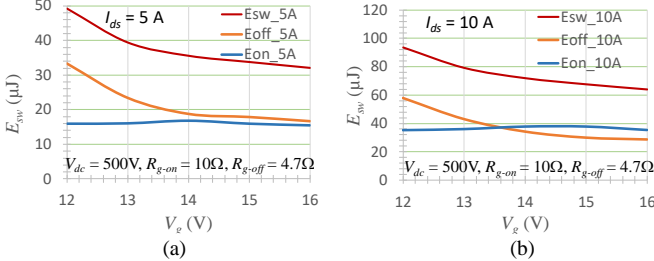 50
40
30
20
10
0
E_sw (µJ)
I_ds = 5 A
Esw_5A
Eoff_5A
Eon_5A
V_dc = 500V, R_g-on = 10Ω, R_g-off = 4.7Ω
12 13 14 15 16
V_g (V)
(a)
120
100
80
60
40
20
0
E_sw (µJ)
I_ds = 10 A
Esw_10A
Eoff_10A
Eon_10A
V_dc = 500V, R_g-on = 10Ω, R_g-off = 4.7Ω
12 13 14 15 16
V_g (V)
(b)